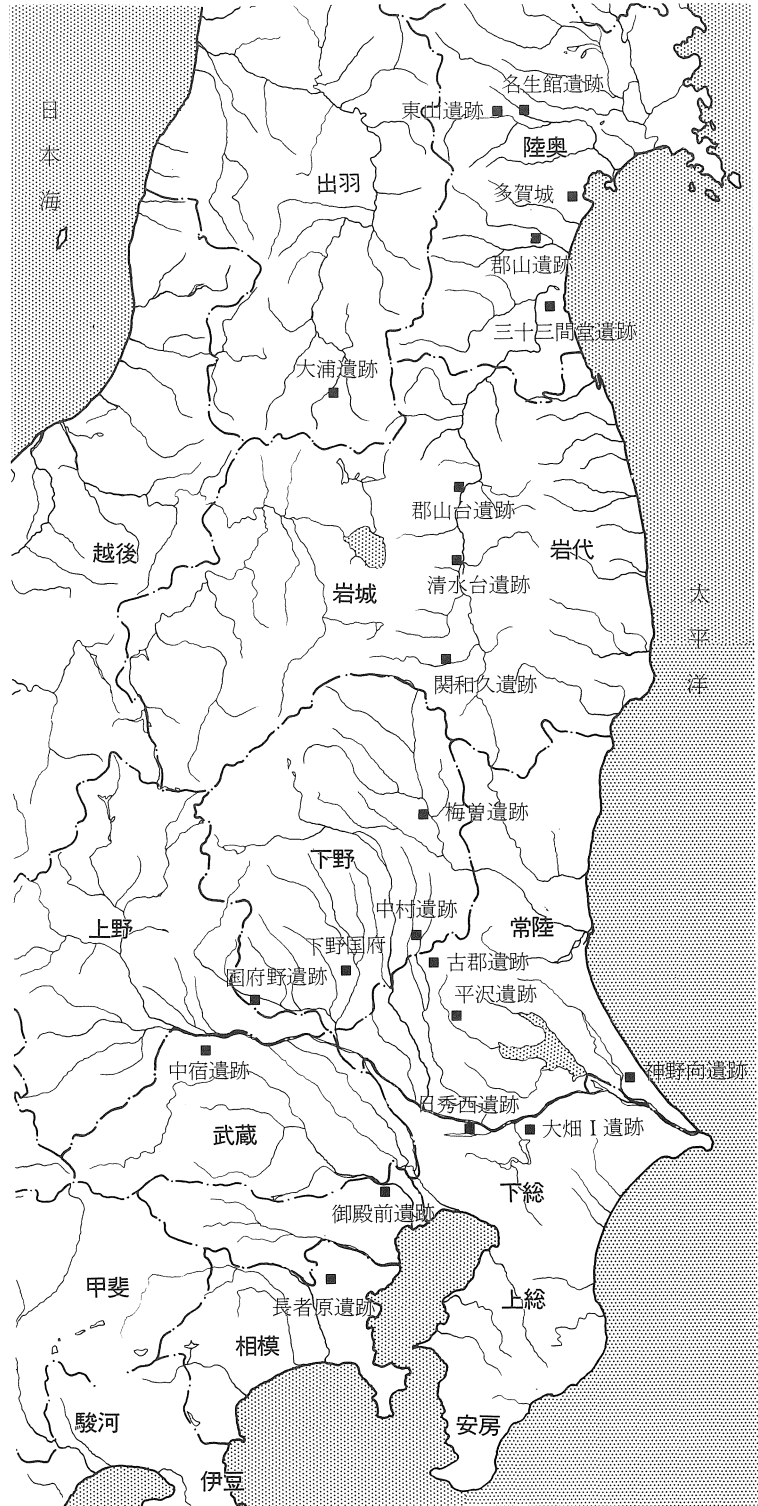 名生館遺跡
東山遺跡
日本海
陸奥
出羽
多賀城
郡山遺跡
三十三間堂遺跡
大浦遺跡
郡山台遺跡
越後
岩代
清水台遺跡
岩城
太平洋
関和久遺跡
梅曽遺跡
下野
中村遺跡
上野
常陸
下野国府
古郡遺跡
国府野遺跡
平沢遺跡
中宿遺跡
神野向遺跡
日秀西遺跡
大畑Ⅰ遺跡
武蔵
下総
御殿前遺跡
甲斐
上総
長者原遺跡
相模
駿河
安房
伊豆